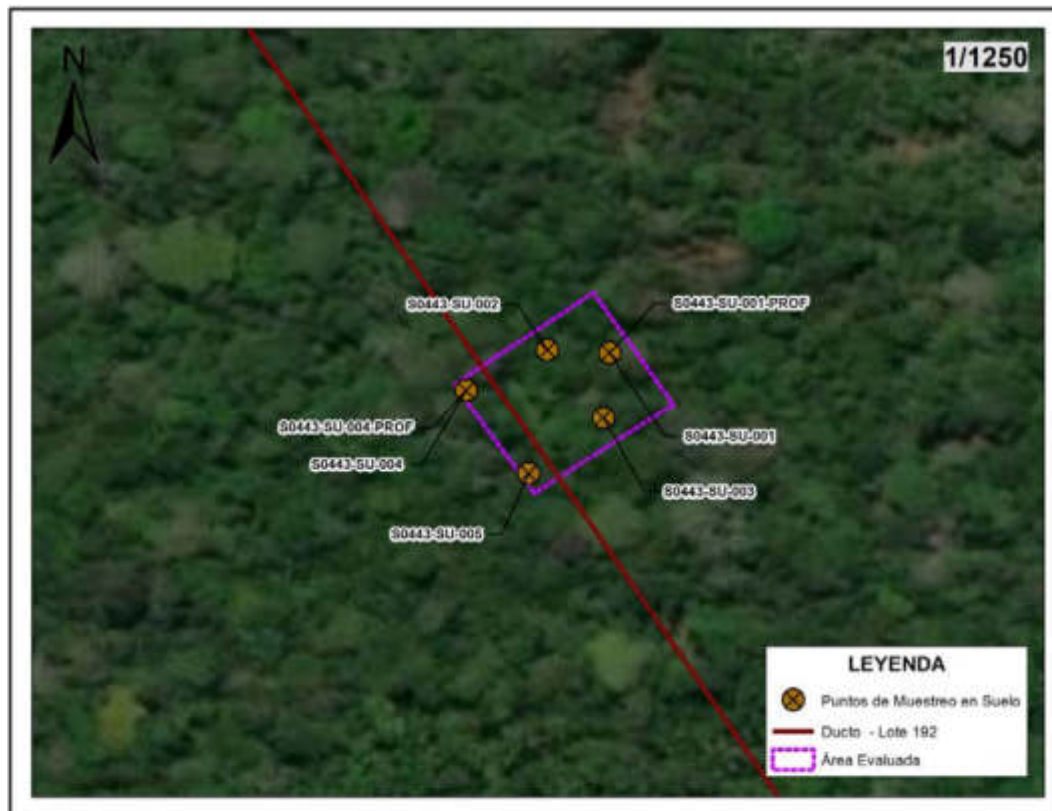 N
1/1250
S0443-SU-002
S0443-SU-001-PROF
S0443-SU-004-PROF
S0443-SU-001
S0443-SU-004
S0443-SU-003
S0443-SU-005
LEYENDA
Puntos de Muestreo en Suelo
Ducto - Lote 192
Área Evaluada